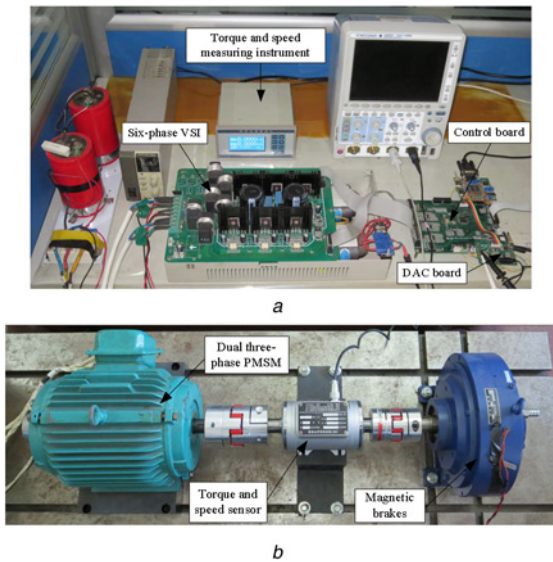 Torque and speed
measuring instrument
Six-phase VSI
Control board
DAC board
a
Dual three-
phase PMSM
Torque and
speed sensor
Magnetic
brakes
b